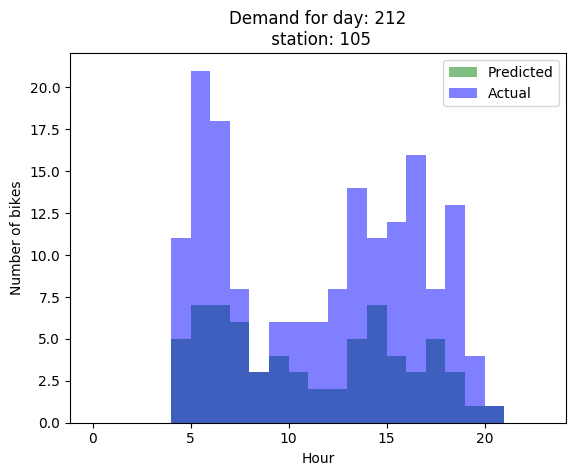 Demand for day: 212
station: 105
Predicted
Actual
Number of bikes
20.0
17.5
15.0
12.5
10.0
7.5
5.0
2.5
0.0
0 5 10 15 20
Hour